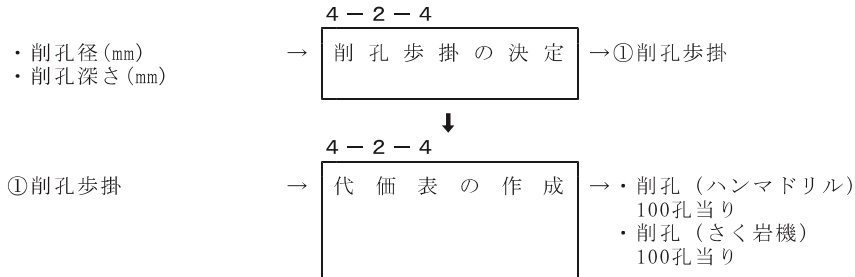 4－2－4
・削孔径(mm) → 削孔歩掛の決定 →①削孔歩掛
・削孔深さ(mm)
⬇
4－2－4
①削孔歩掛 → 代価表の作成 →・削孔（ハンマドリル）
100孔当り
・削孔（さく岩機）
100孔当り